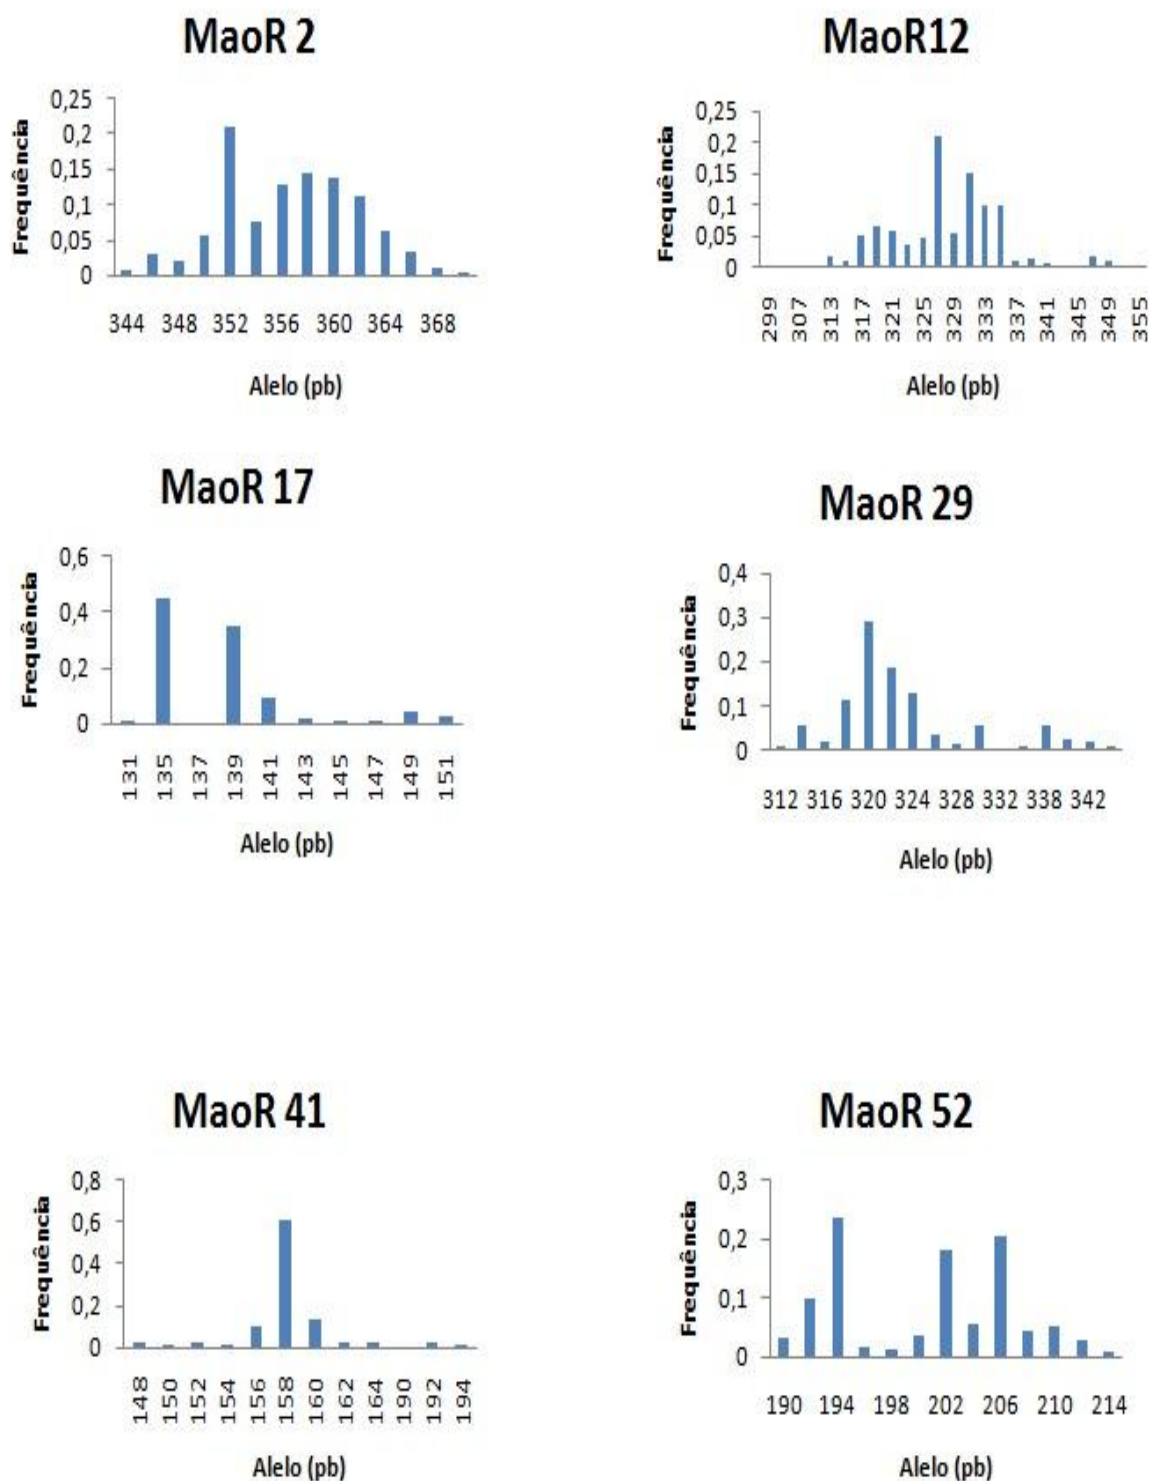 MaoR 2
0,25
0,2
0,15
0,1
0,05
0
Frequência
344 348 352 356 360 364 368
Alelo (pb)
MaoR12
0,25
0,2
0,15
0,1
0,05
0
Frequência
299 307 313 317 321 325 329 333 337 341 345 349 355
Alelo (pb)
MaoR 17
0,6
0,4
0,2
0
Frequência
131 135 137 139 141 143 145 147 149 151
Alelo (pb)
MaoR 29
0,4
0,3
0,2
0,1
0
Frequência
312 316 320 324 328 332 338 342
Alelo (pb)
MaoR 41
0,8
0,6
0,4
0,2
0
Frequência
148 150 152 154 156 158 160 162 164 190 192 194
Alelo (pb)
MaoR 52
0,3
0,2
0,1
0
Frequência
190 194 198 202 206 210 214
Alelo (pb)